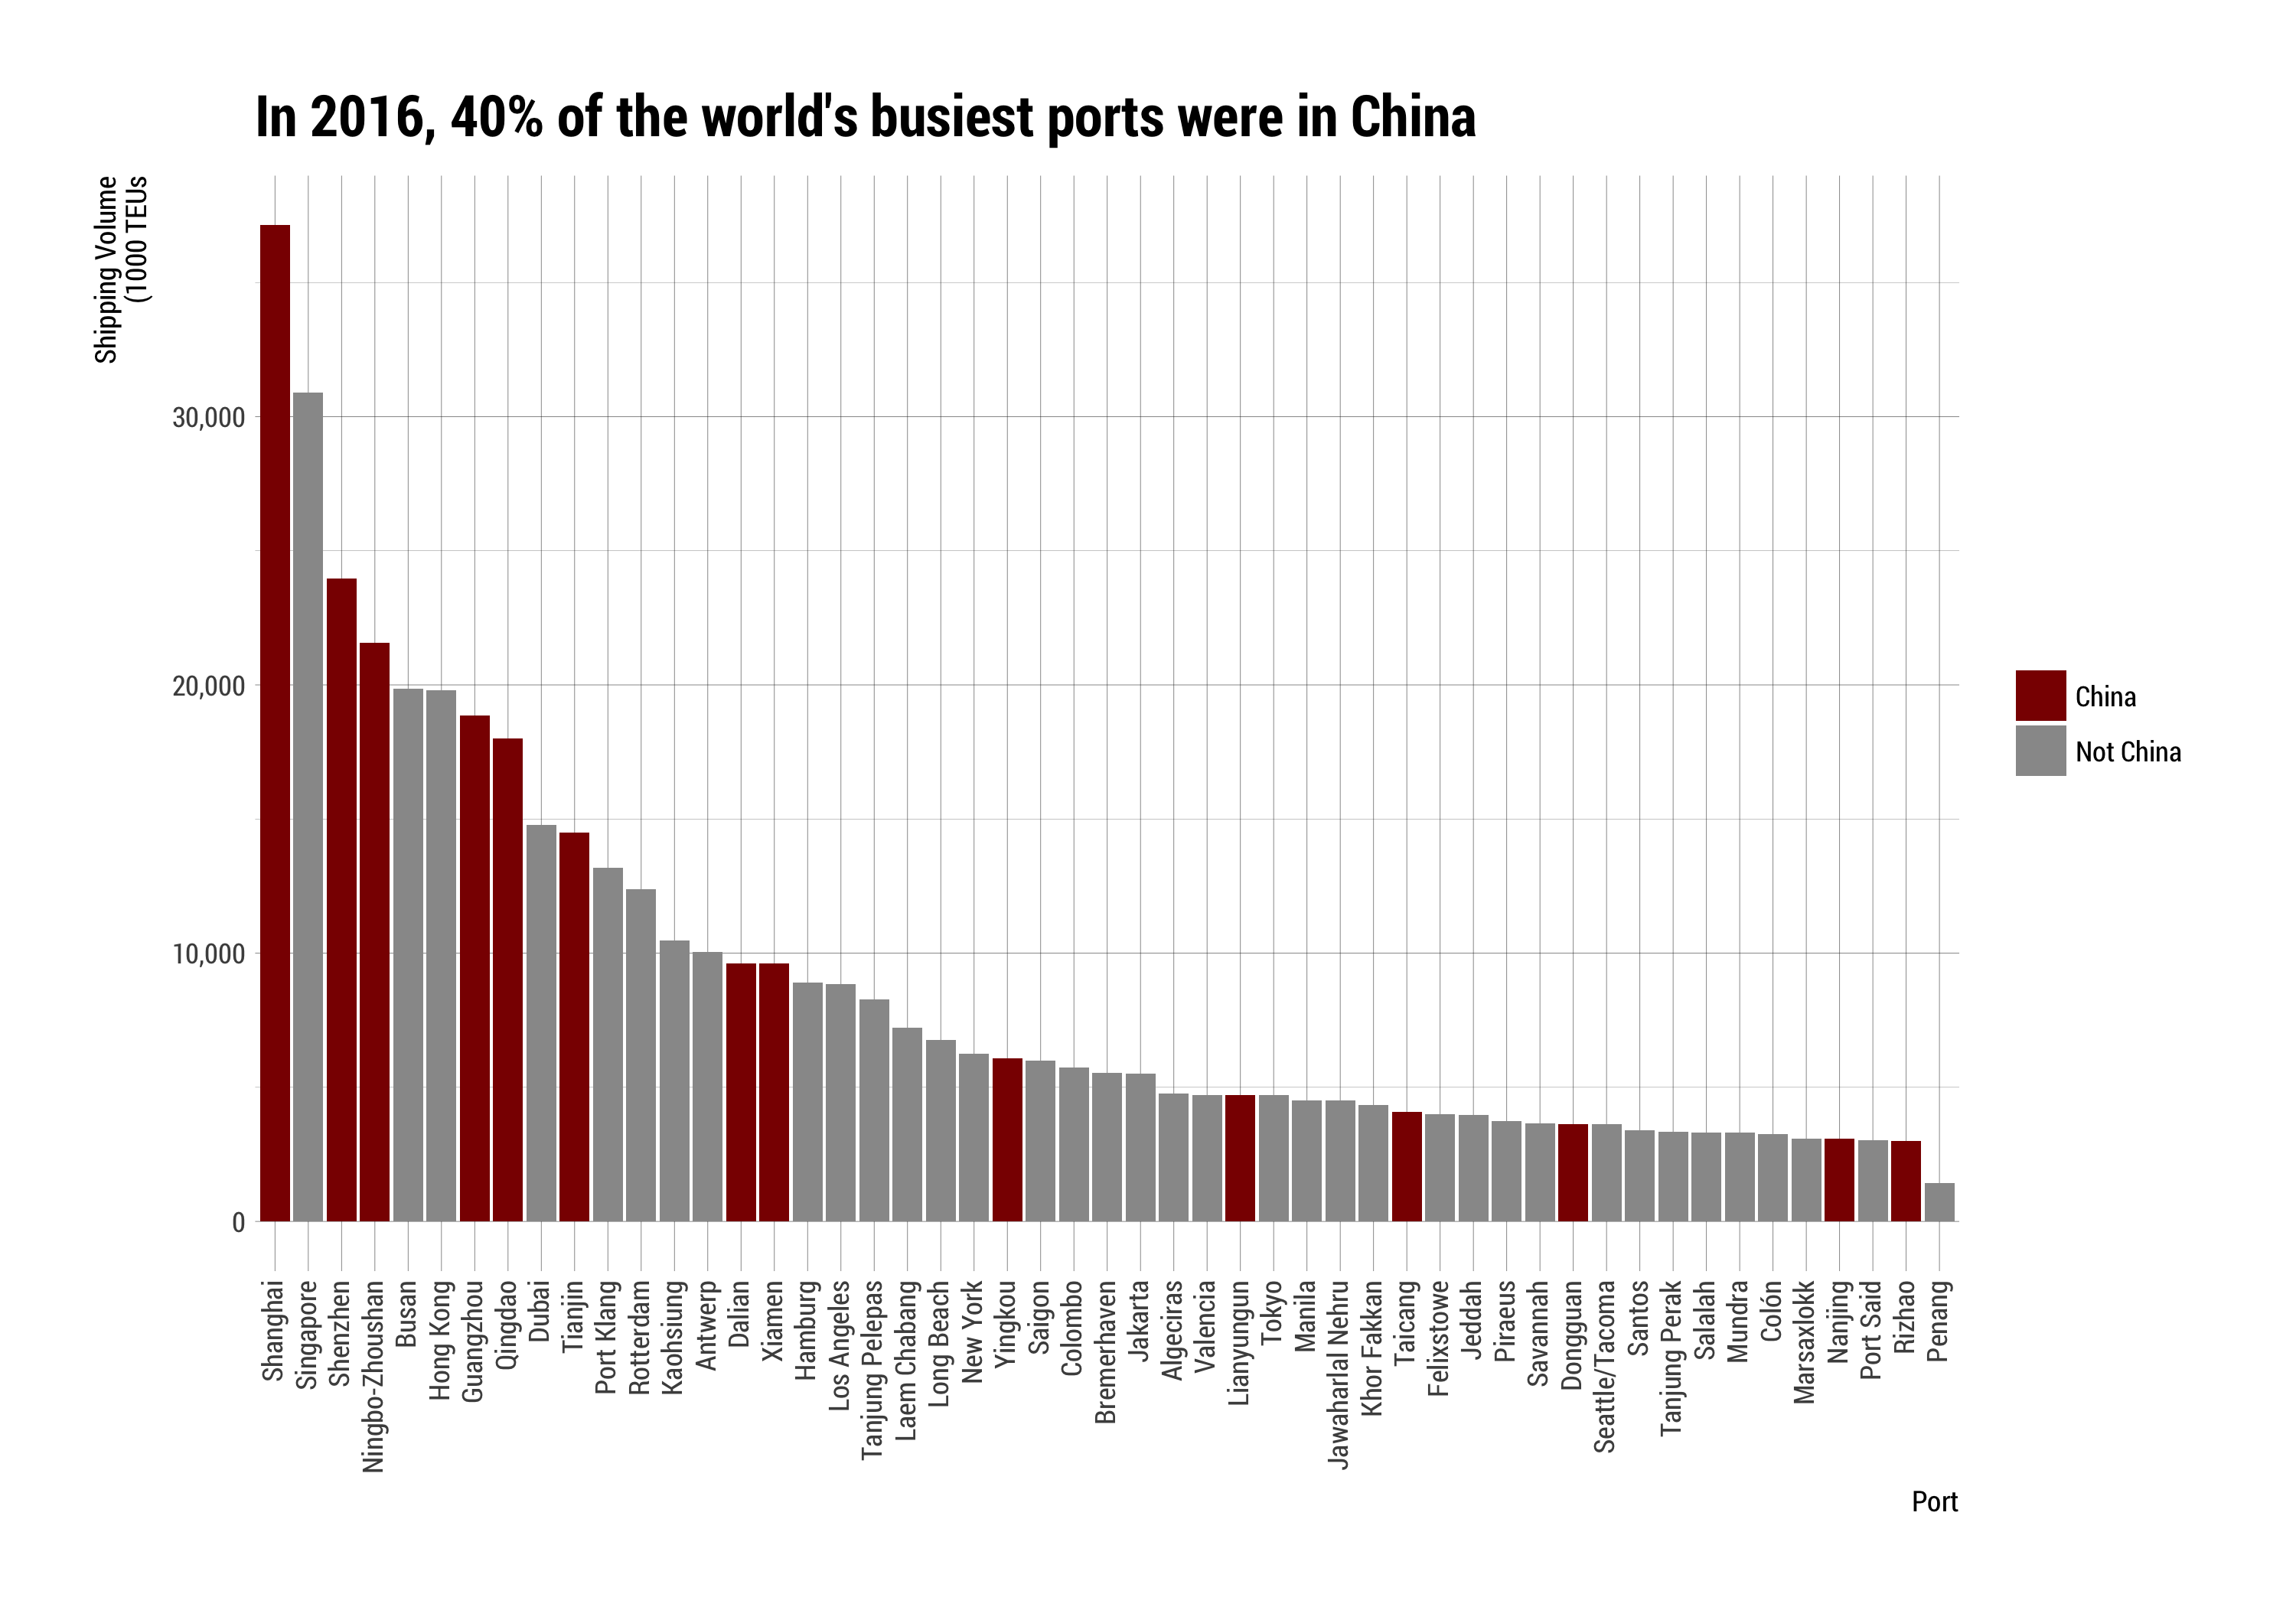 In 2016, 40% of the world's busiest ports were in China
Shipping Volume
(1000 TEUs
30,000
20,000
10,000
0
China
Not China
Shanghai
Singapore
Shenzhen
Ningbo-Zhoushan
Busan
Hong Kong
Guangzhou
Qingdao
Dubai
Tianjin
Port Klang
Rotterdam
Kaohsiung
Antwerp
Dalian
Xiamen
Hamburg
Los Angeles
Tanjung Pelepas
Laem Chabang
Long Beach
New York
Yingkou
Saigon
Colombo
Bremerhaven
Jakarta
Algeciras
Valencia
Lianyungun
Tokyo
Manila
Jawaharlal Nehru
Khor Fakkan
Taicang
Felixstowe
Jeddah
Piraeus
Savannah
Dongguan
Seattle/Tacoma
Santos
Tanjung Perak
Salalah
Mundra
Colón
Marsaxlokk
Nanjing
Port Said
Rizhao
Penang
Port